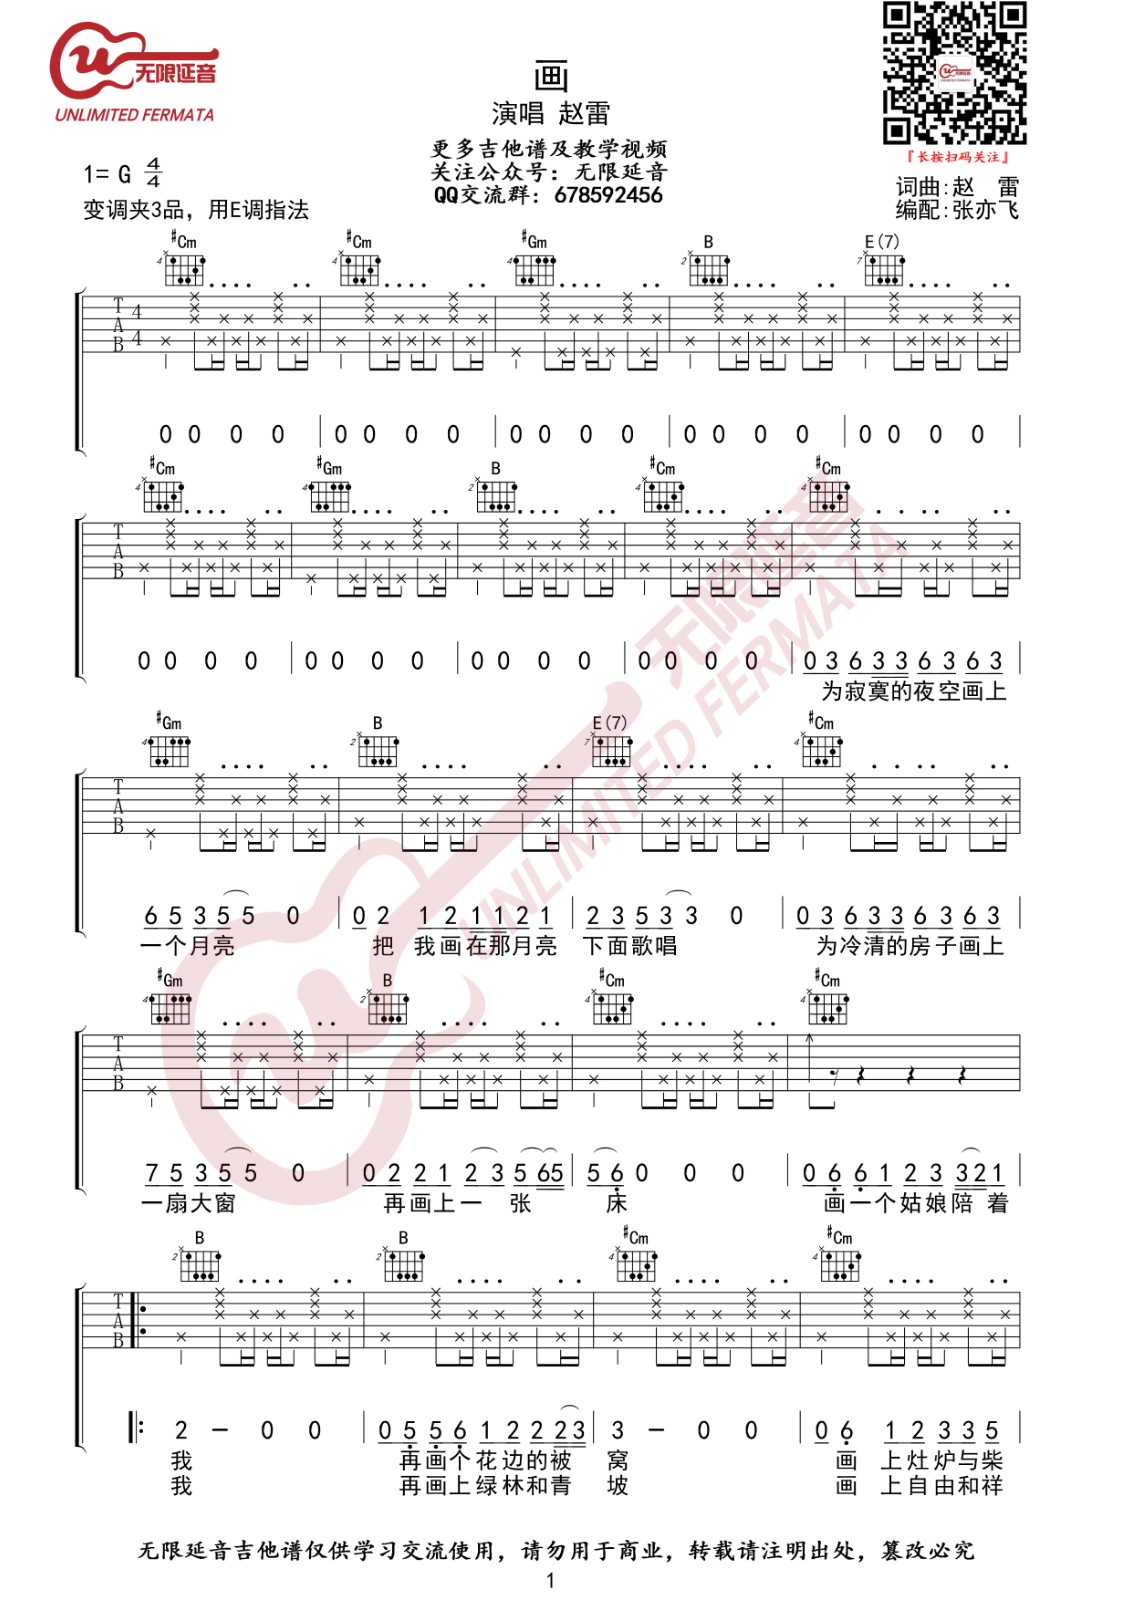 无限延音
UNLIMITED FERMATA
画
演唱 赵雷
更多吉他谱及教学视频
关注公众号：无限延音
QQ交流群：678592456
『长按扫码关注』
1= G 4/4
变调夹3品，用E调指法
词曲:赵 雷
编配:张亦飞
#Cm #Cm #Gm B E(7)
T A B 4 4
0 0 0 0 | 0 0 0 0 | 0 0 0 0 | 0 0 0 0 | 0 0 0 0 |
#Cm #Gm B #Cm #Cm
T A B
0 0 0 0 | 0 0 0 0 | 0 0 0 0 | 0 0 0 0 | 0 3 6 3 3 6 3 6 3 |
为寂寞的夜空画上
#Gm B E(7) #Cm
T A B
6 5 3 5 5 0 | 0 2 1 2 1 1 2 1 | 2 3 5 3 3 0 | 0 3 6 3 3 6 3 6 3 |
一个月亮 把 我画在那月亮 下面歌唱 为冷清的房子画上
#Gm B #Cm #Cm
T A B
7 5 3 5 5 0 | 0 2 2 1 2 3 5 6 5 | 5 6 0 0 0 | 0 6 6 1 2 3 3 2 1
一扇大窗 再画上一 张 床 画一个姑娘陪 着
B B #Cm #Cm
T A B
2 - 0 0 | 0 5 5 6 1 2 2 2 3 | 3 - 0 0 | 0 6 1 2 3 3 5
我 再画个花边的被 窝 画 上灶炉与柴
我 再画上绿林和青 坡 画 上自由和祥
无限延音
UNLIMITED FERMATA
无限延音吉他谱仅供学习交流使用，请勿用于商业，转载请注明出处，篡改必究
1